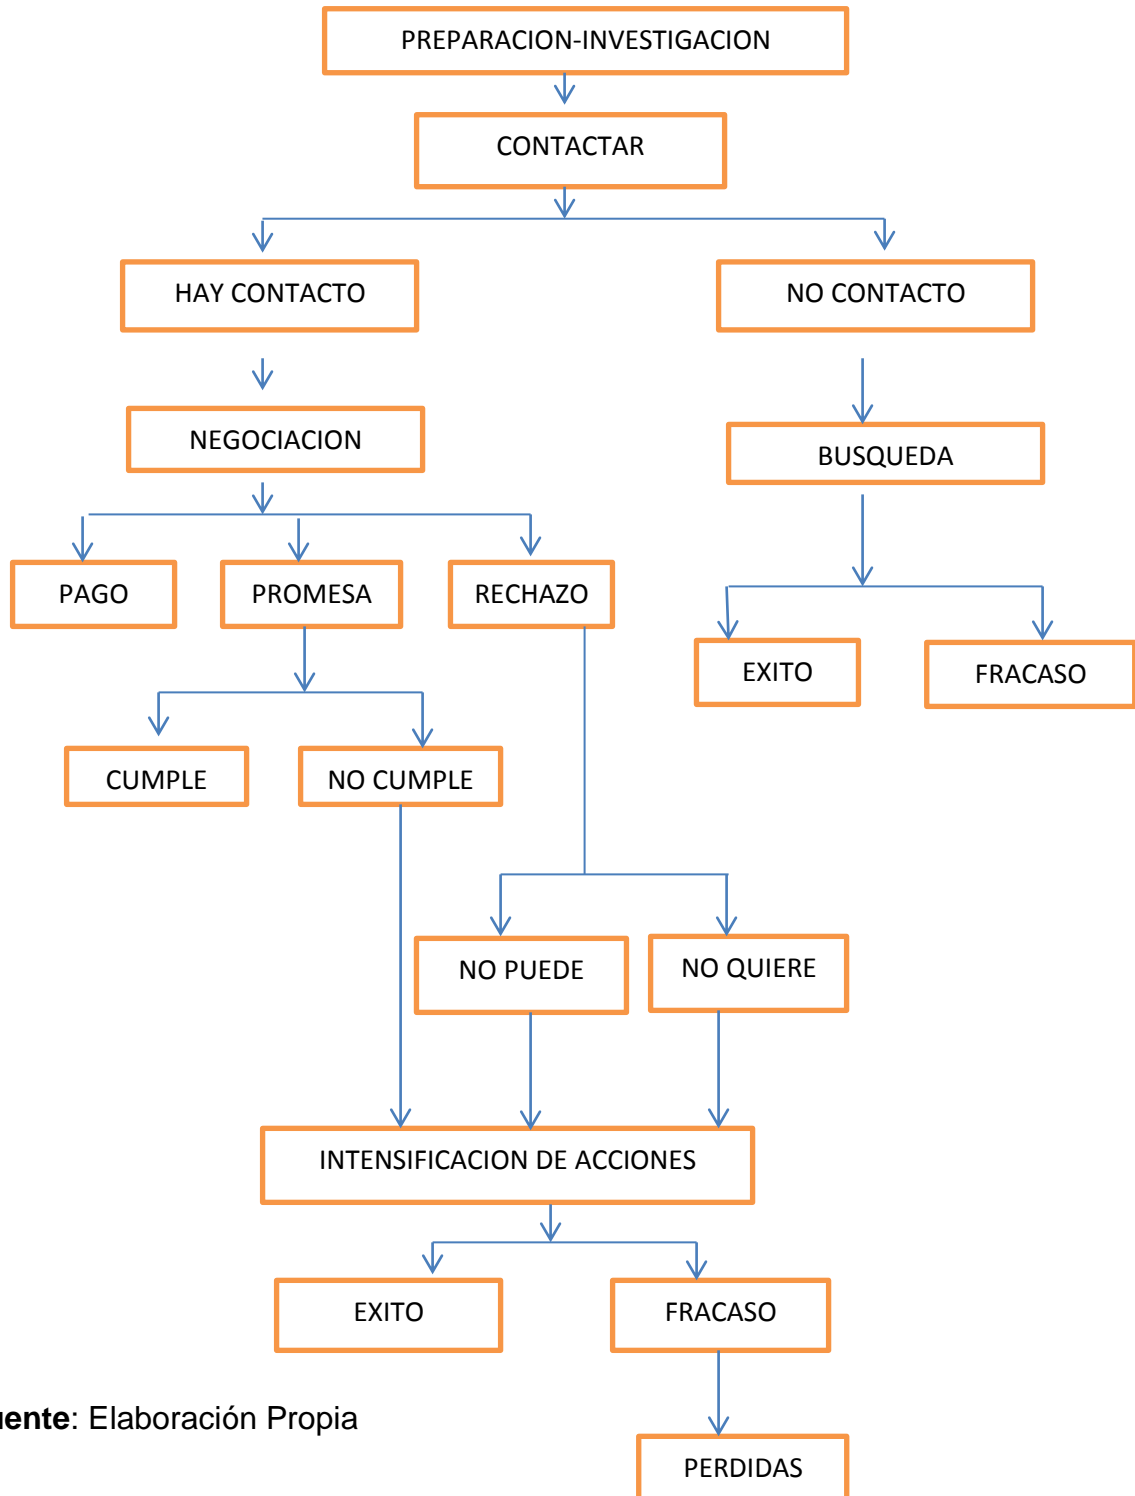 PREPARACION-INVESTIGACION
CONTACTAR
HAY CONTACTO
NO CONTACTO
NEGOCIACION
BUSQUEDA
PAGO
PROMESA
RECHAZO
EXITO
FRACASO
CUMPLE
NO CUMPLE
NO PUEDE
NO QUIERE
INTENSIFICACION DE ACCIONES
EXITO
FRACASO
uente: Elaboración Propia
PERDIDAS